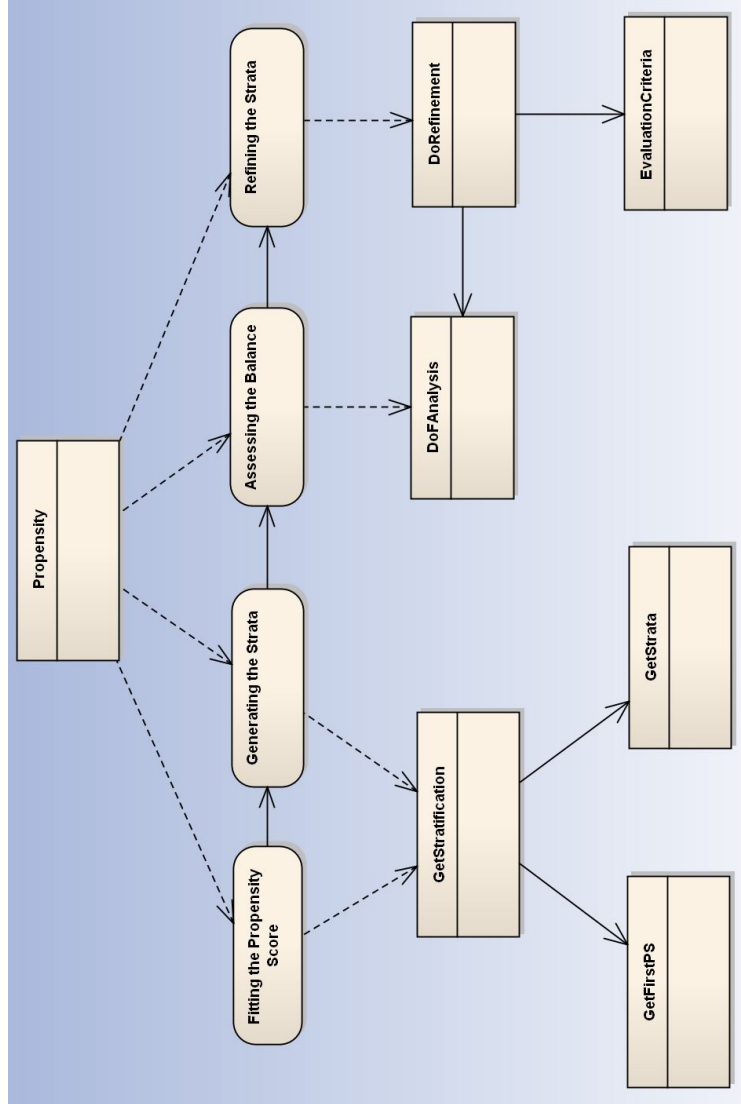 Propensity
Fitting the Propensity
Score
Generating the Strata
Assessing the Balance
Refining the Strata
GetStratification
DoFAnalysis
DoRefinement
GetFirstPS
GetStrata
EvaluationCriteria